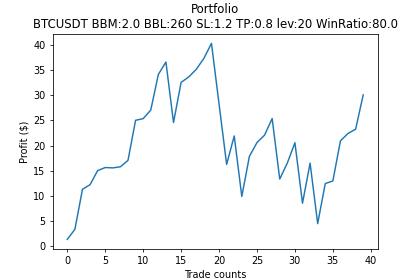 Portfolio
BTCUSDT BBM:2.0 BBL:260 SL:1.2 TP:0.8 lev:20 WinRatio:80.0
40
35
30
25
20
15
10
5
0
Profit ($)
0 5 10 15 20 25 30 35 40
Trade counts